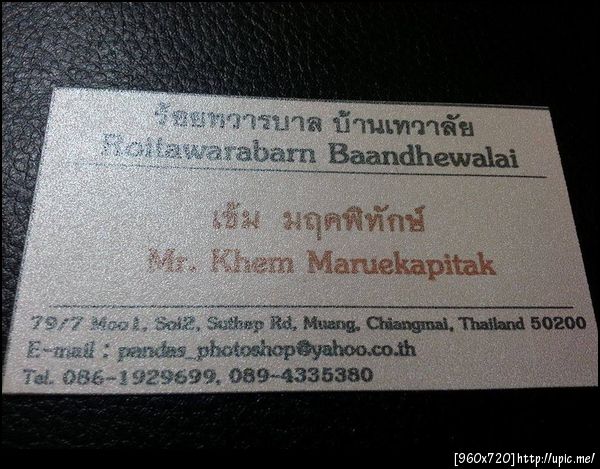 ร้อยทวารบาล บ้านเทวาลัย
Roitawarabarn Baandhewalai
เข้ม มฤคพิทักษ์
Mr. Khem Maruekapitak
79/7 Moo1, Soi2, Suthep Rd, Muang, Chiangmai, Thailand 50200
E-mail : pandas_photoshop@yahoo.co.th
Tel. 086-1929699, 089-4335380
[960x720]http://upic.me/